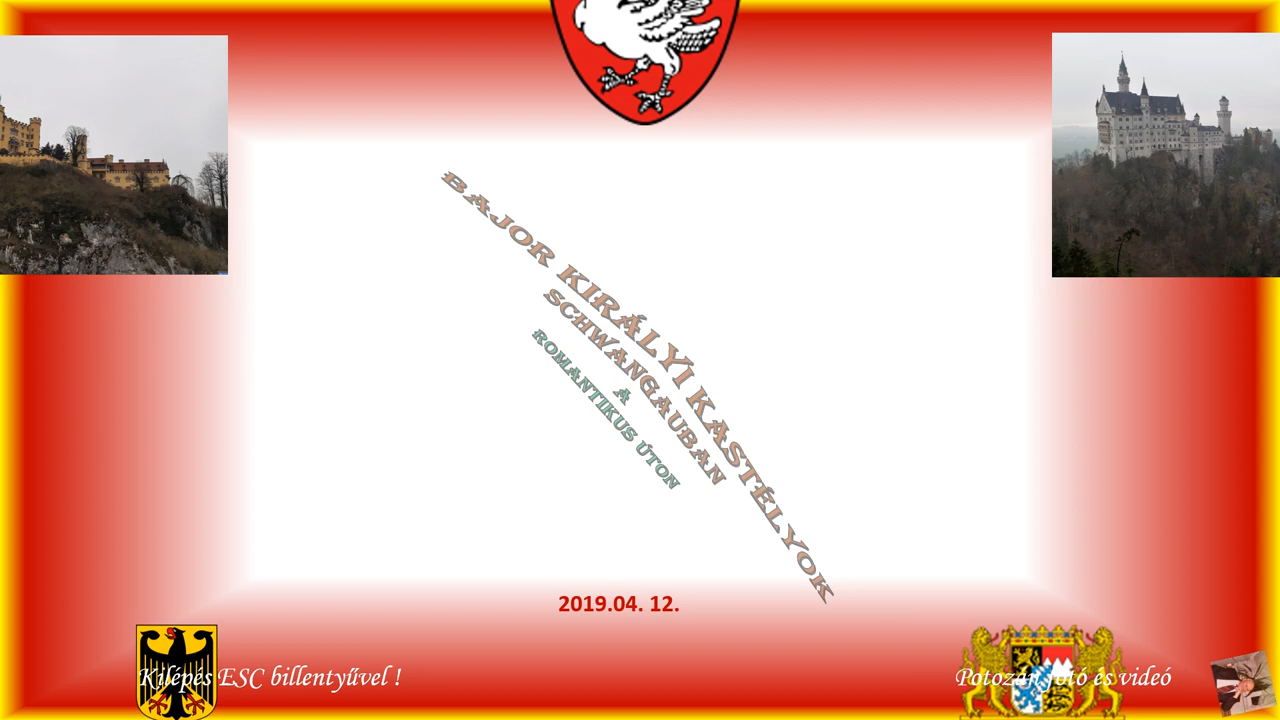 BAJOR KIRÁLYI KASTÉLYOK
SCHWANGAUBAN
A
ROMANTIKUS ÚTON
2019.04. 12.
Kilépés ESC billentyűvel !
Potozán fotó és videó